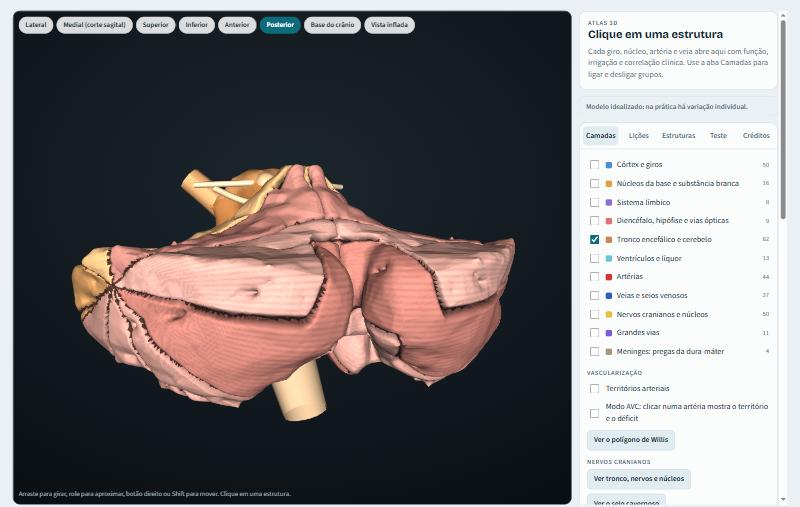 Lateral
Medial (corte sagital)
Superior
Inferior
Anterior
Posterior
Base do crânio
Vista inflada
Arraste para girar, role para aproximar, botão direito ou Shift para mover. Clique em uma estrutura.
ATLAS 3D
Clique em uma estrutura
Cada giro, núcleo, artéria e veia abre aqui com função,
irrigação e correlação clínica. Use a aba Camadas para
ligar e desligar grupos.
Modelo idealizado: na prática há variação individual.
Camadas
Lições
Estruturas
Teste
Créditos
Córtex e giros 50
Núcleos da base e substância branca 16
Sistema límbico 8
Diencéfalo, hipófise e vias ópticas 9
Tronco encefálico e cerebelo 62
Ventrículos e líquor 13
Artérias 44
Veias e seios venosos 37
Nervos cranianos e núcleos 50
Grandes vias 11
Meninges: pregas da dura-máter 4
VASCULARIZAÇÃO
Territórios arteriais
Modo AVC: clicar numa artéria mostra o território
e o déficit
Ver o polígono de Willis
NERVOS CRANIANOS
Ver tronco, nervos e núcleos
Ver o seio cavernoso